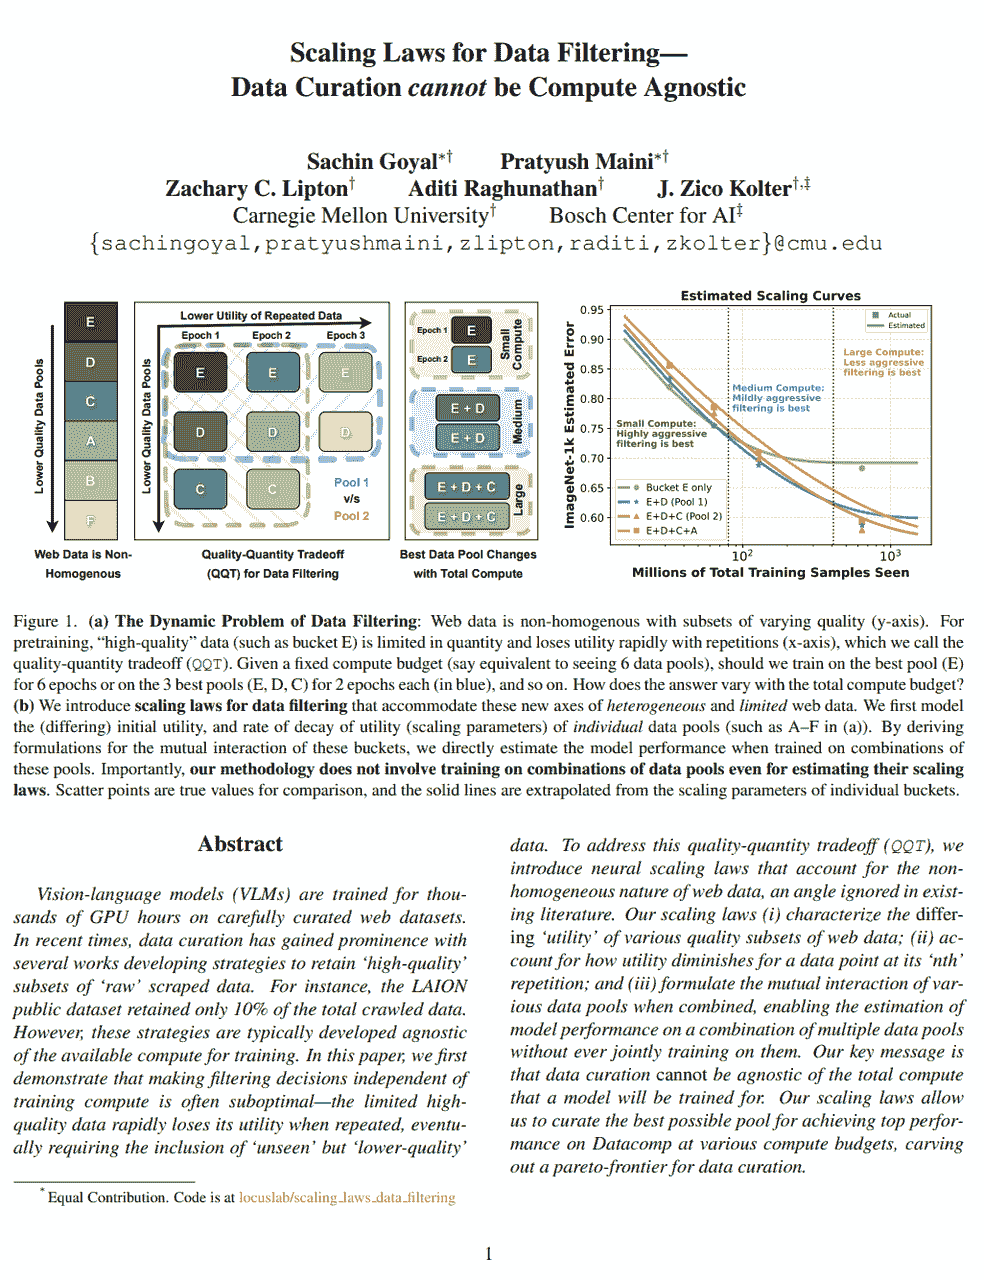 Scaling Laws for Data Filtering—
Data Curation cannot be Compute Agnostic
Sachin Goyal*† Pratyush Maini*†
Zachary C. Lipton† Aditi Raghunathan† J. Zico Kolter†,‡
Carnegie Mellon University† Bosch Center for AI‡
{sachingoyal,pratyushmaini,zlipton,raditi,zkolter}@cmu.edu
Lower Quality Data Pools
E
D
C
A
B
F
Web Data is Non-
Homogenous
Lower Utility of Repeated Data
Lower Quality Data Pools
Epoch 1 Epoch 2 Epoch 3
E E E
D D D
C C
Pool 1
v/s
Pool 2
Quality-Quantity Tradeoff
(QQT) for Data Filtering
Epoch 1 E
Epoch 2 E
Small
Compute
E + D
E + D
Medium
E + D + C
E + D + C
Large
Best Data Pool Changes
with Total Compute
Estimated Scaling Curves
ImageNet-1k Estimated Error
0.95
0.90
0.85
0.80
0.75
0.70
0.65
0.60
Actual
Estimated
Large Compute:
Less aggressive
filtering is best
Medium Compute:
Mildly aggressive
filtering is best
Small Compute:
Highly aggressive
filtering is best
Bucket E only
E+D (Pool 1)
E+D+C (Pool 2)
E+D+C+A
10² 10³
Millions of Total Training Samples Seen
Figure 1. (a) The Dynamic Problem of Data Filtering: Web data is non-homogenous with subsets of varying quality (y-axis). For
pretraining, “high-quality” data (such as bucket E) is limited in quantity and loses utility rapidly with repetitions (x-axis), which we call the
quality-quantity tradeoff (QQT). Given a fixed compute budget (say equivalent to seeing 6 data pools), should we train on the best pool (E)
for 6 epochs or on the 3 best pools (E, D, C) for 2 epochs each (in blue), and so on. How does the answer vary with the total compute budget?
(b) We introduce scaling laws for data filtering that accommodate these new axes of heterogeneous and limited web data. We first model
the (differing) initial utility, and rate of decay of utility (scaling parameters) of individual data pools (such as A–F in (a)). By deriving
formulations for the mutual interaction of these buckets, we directly estimate the model performance when trained on combinations of
these pools. Importantly, our methodology does not involve training on combinations of data pools even for estimating their scaling
laws. Scatter points are true values for comparison, and the solid lines are extrapolated from the scaling parameters of individual buckets.
Abstract
Vision-language models (VLMs) are trained for thou-
sands of GPU hours on carefully curated web datasets.
In recent times, data curation has gained prominence with
several works developing strategies to retain ‘high-quality’
subsets of ‘raw’ scraped data. For instance, the LAION
public dataset retained only 10% of the total crawled data.
However, these strategies are typically developed agnostic
of the available compute for training. In this paper, we first
demonstrate that making filtering decisions independent of
training compute is often suboptimal—the limited high-
quality data rapidly loses its utility when repeated, eventu-
ally requiring the inclusion of ‘unseen’ but ‘lower-quality’
data. To address this quality-quantity tradeoff (QQT), we
introduce neural scaling laws that account for the non-
homogeneous nature of web data, an angle ignored in exist-
ing literature. Our scaling laws (i) characterize the differ-
ing ‘utility’ of various quality subsets of web data; (ii) ac-
count for how utility diminishes for a data point at its ‘nth’
repetition; and (iii) formulate the mutual interaction of var-
ious data pools when combined, enabling the estimation of
model performance on a combination of multiple data pools
without ever jointly training on them. Our key message is
that data curation cannot be agnostic of the total compute
that a model will be trained for. Our scaling laws allow
us to curate the best possible pool for achieving top perfor-
mance on Datacomp at various compute budgets, carving
out a pareto-frontier for data curation.
* Equal Contribution. Code is at locuslab/scaling_laws_data_filtering
1